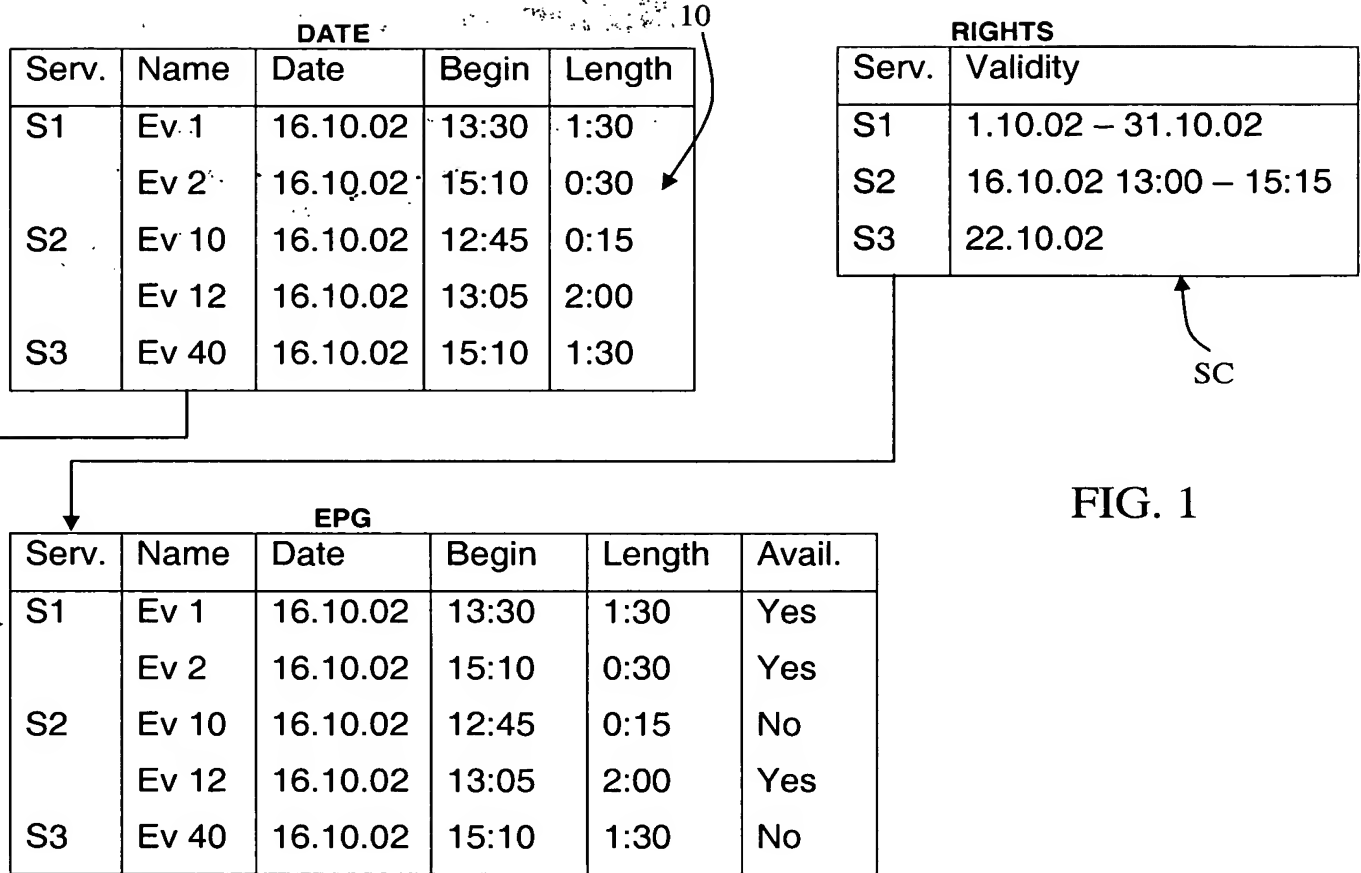 10
DATE
Serv. Name Date Begin Length
S1 Ev 1 16.10.02 13:30 1:30
Ev 2 16.10.02 15:10 0:30
S2 Ev 10 16.10.02 12:45 0:15
Ev 12 16.10.02 13:05 2:00
S3 Ev 40 16.10.02 15:10 1:30
RIGHTS
Serv. Validity
S1 1.10.02 – 31.10.02
S2 16.10.02 13:00 – 15:15
S3 22.10.02
SC
FIG. 1
EPG
Serv. Name Date Begin Length Avail.
S1 Ev 1 16.10.02 13:30 1:30 Yes
Ev 2 16.10.02 15:10 0:30 Yes
S2 Ev 10 16.10.02 12:45 0:15 No
Ev 12 16.10.02 13:05 2:00 Yes
S3 Ev 40 16.10.02 15:10 1:30 No